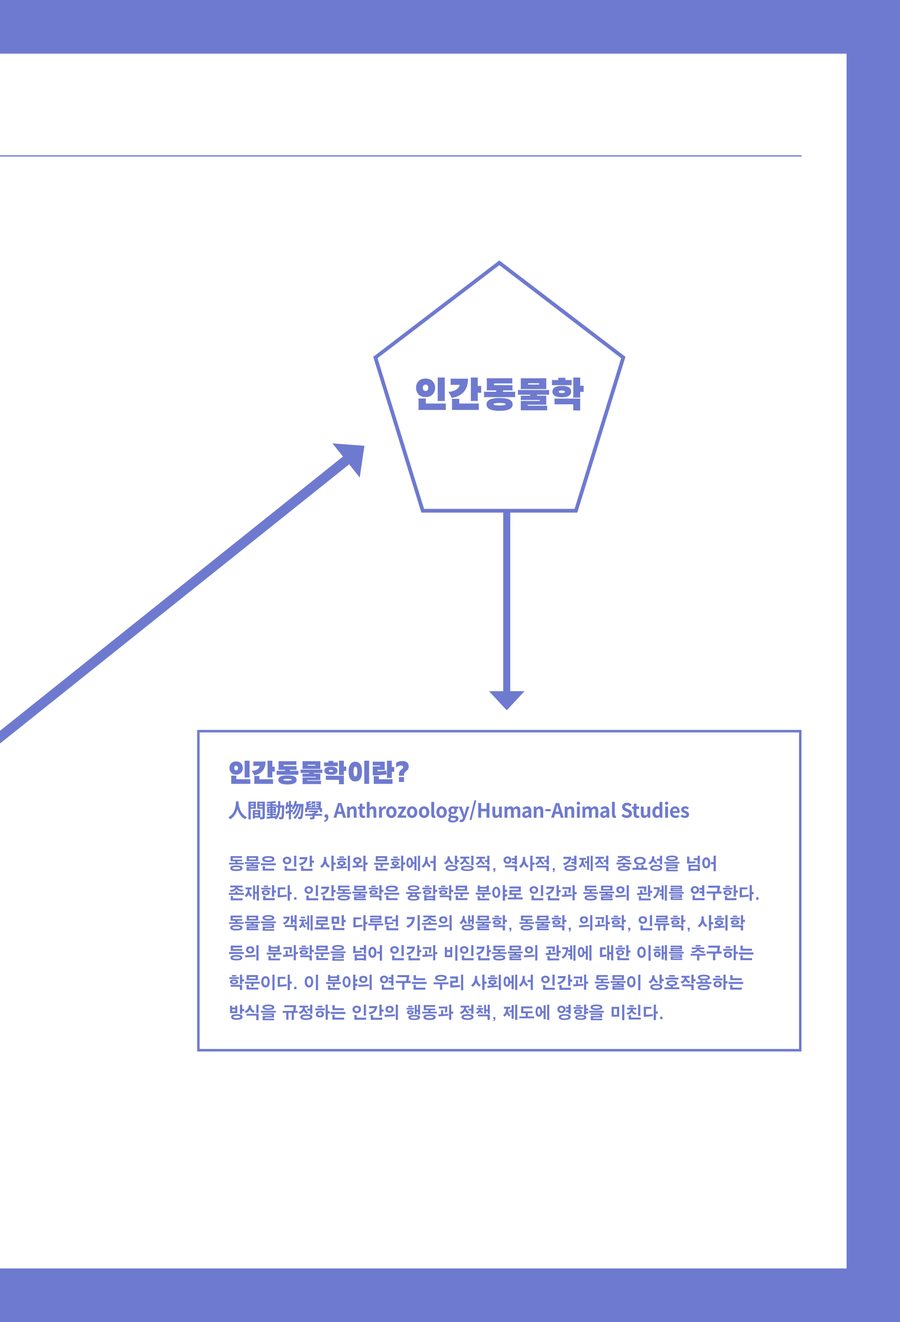 인간동물학
인간동물학이란?
人間動物學, Anthrozoology/Human-Animal Studies
동물은 인간 사회와 문화에서 상징적, 역사적, 경제적 중요성을 넘어
존재한다. 인간동물학은 융합학문 분야로 인간과 동물의 관계를 연구한다.
동물을 객체로만 다루던 기존의 생물학, 동물학, 의과학, 인류학, 사회학
등의 분과학문을 넘어 인간과 비인간동물의 관계에 대한 이해를 추구하는
학문이다. 이 분야의 연구는 우리 사회에서 인간과 동물이 상호작용하는
방식을 규정하는 인간의 행동과 정책, 제도에 영향을 미친다.